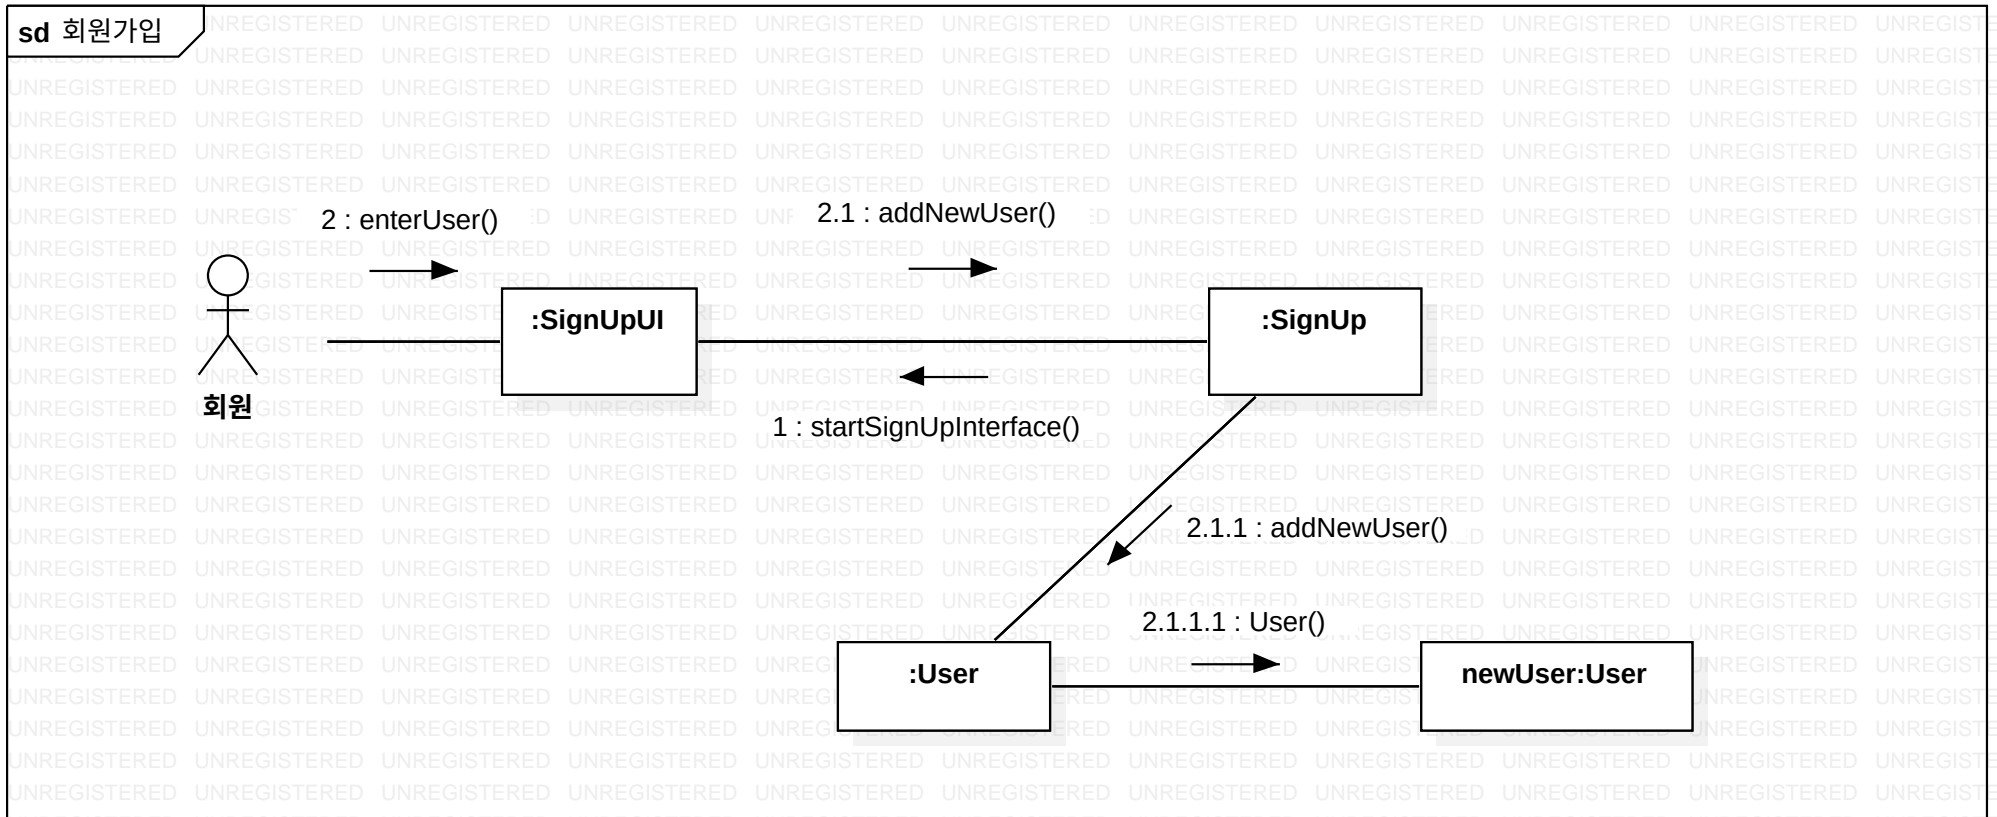 sd 회원가입
2 : enterUser()
2.1 : addNewUser()
:SignUpUI
:SignUp
회원
1 : startSignUpInterface()
2.1.1 : addNewUser()
2.1.1.1 : User()
:User
newUser:User
UNREGISTERED